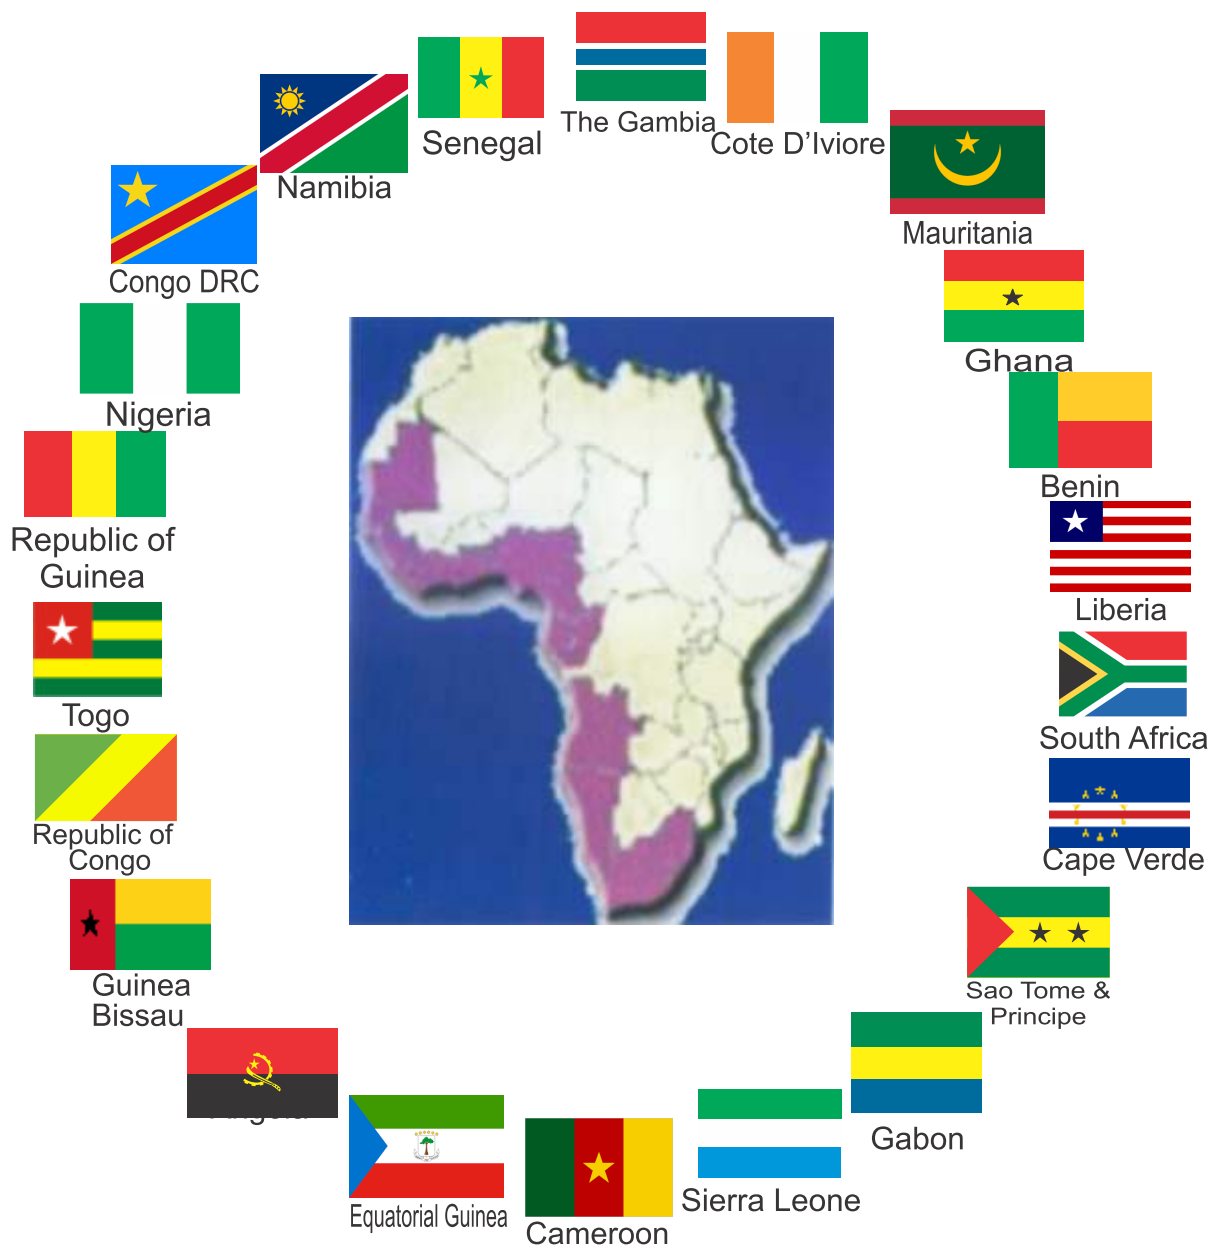 The Gambia
Senegal
Cote D’Iviore
Namibia
Mauritania
Congo DRC
Ghana
Nigeria
Benin
Republic of
Guinea
Liberia
Togo
South Africa
Republic of
Congo
Cape Verde
Guinea
Bissau
Sao Tome &
Principe
Angola
Gabon
Equatorial Guinea
Sierra Leone
Cameroon